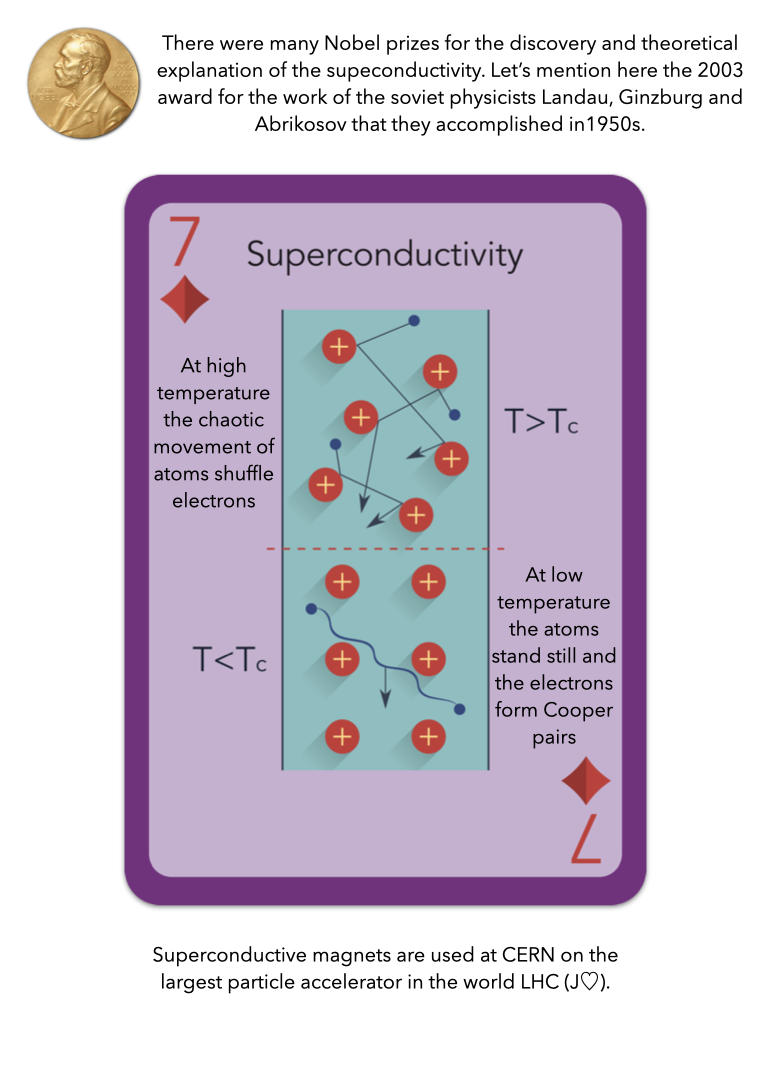 There were many Nobel prizes for the discovery and theoretical
explanation of the supeconductivity. Let's mention here the 2003
award for the work of the soviet physicists Landau, Ginzburg and
Abrikosov that they accomplished in1950s.
7
Superconductivity
At high
temperature
the chaotic
movement of
atoms shuffle
electrons
+
+
+
+
+
+
T>Tc
+
+
+
+
+
+
T<Tc
At low
temperature
the atoms
stand still and
the electrons
form Cooper
pairs
7
Superconductive magnets are used at CERN on the
largest particle accelerator in the world LHC (J♡).